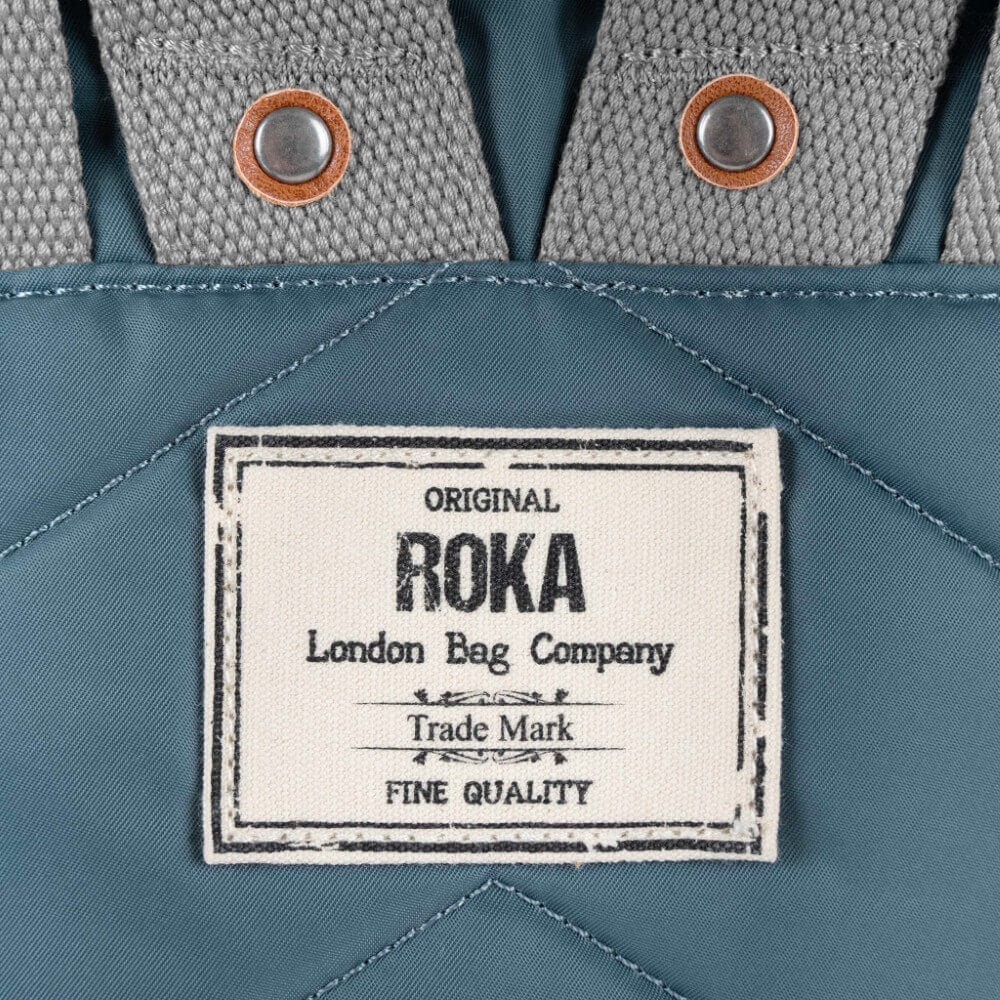 ORIGINAL
ROKA
London Bag Company
Trade Mark
FINE QUALITY